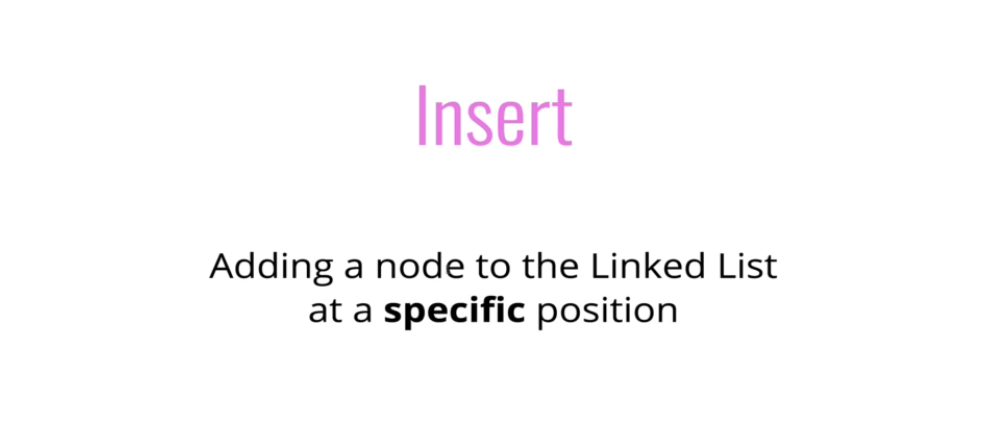 Insert
Adding a node to the Linked List
at a specific position